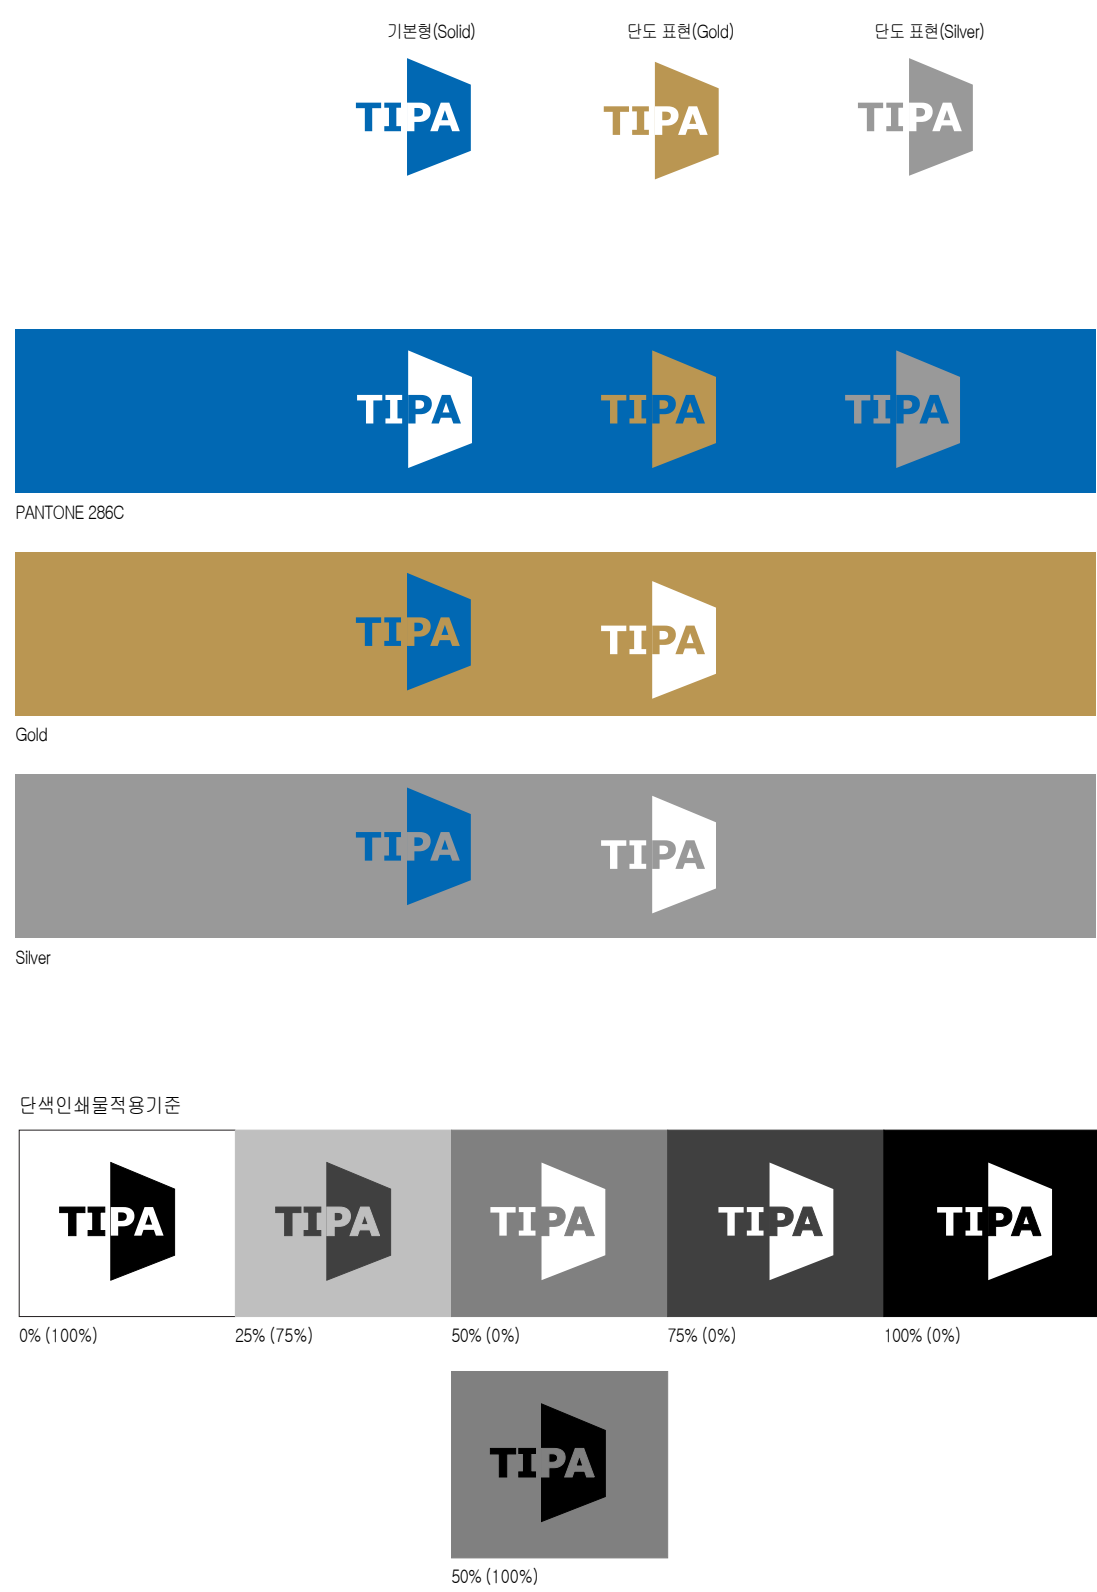 기본형(Solid) 단도 표현(Gold) 단도 표현(Silver)
TIPA TIPA TIPA
TIPA TIPA TIPA
PANTONE 286C
TIPA TIPA
Gold
TIPA TIPA
Silver
단색인쇄물적용기준
TIPA TIPA TIPA TIPA TIPA
0% (100%) 25% (75%) 50% (0%) 75% (0%) 100% (0%)
TIPA
50% (100%)